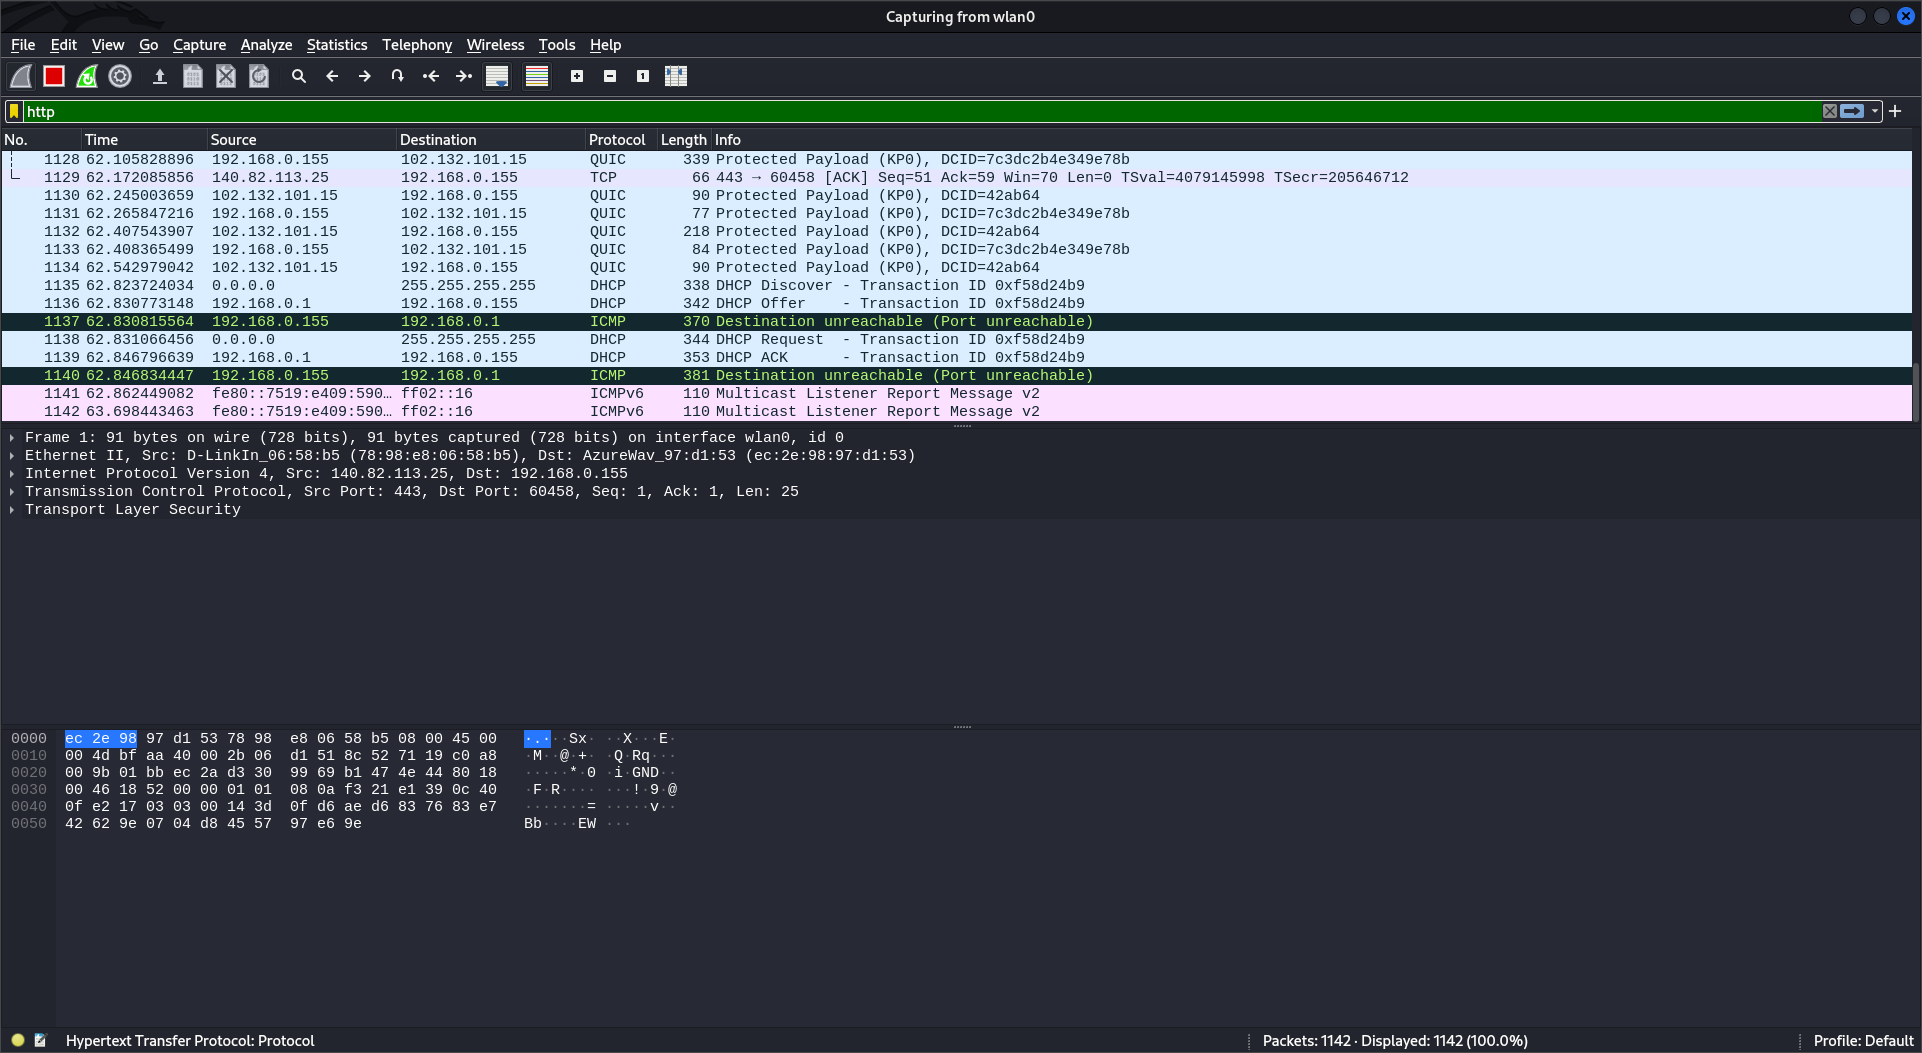 Capturing from wlan0
File Edit View Go Capture Analyze Statistics Telephony Wireless Tools Help
http
No. Time Source Destination Protocol Length Info
1128 62.105828896 192.168.0.155 102.132.101.15 QUIC 339 Protected Payload (KP0), DCID=7c3dc2b4e349e78b
1129 62.172085856 140.82.113.25 192.168.0.155 TCP 66 443 → 60458 [ACK] Seq=51 Ack=59 Win=70 Len=0 TSval=4079145998 TSecr=205646712
1130 62.245003659 102.132.101.15 192.168.0.155 QUIC 90 Protected Payload (KP0), DCID=42ab64
1131 62.265847216 192.168.0.155 102.132.101.15 QUIC 77 Protected Payload (KP0), DCID=7c3dc2b4e349e78b
1132 62.407543907 102.132.101.15 192.168.0.155 QUIC 218 Protected Payload (KP0), DCID=42ab64
1133 62.408365499 192.168.0.155 102.132.101.15 QUIC 84 Protected Payload (KP0), DCID=7c3dc2b4e349e78b
1134 62.542979042 102.132.101.15 192.168.0.155 QUIC 90 Protected Payload (KP0), DCID=42ab64
1135 62.823724034 0.0.0.0 255.255.255.255 DHCP 338 DHCP Discover - Transaction ID 0xf58d24b9
1136 62.830773148 192.168.0.1 192.168.0.155 DHCP 342 DHCP Offer - Transaction ID 0xf58d24b9
1137 62.830815564 192.168.0.155 192.168.0.1 ICMP 370 Destination unreachable (Port unreachable)
1138 62.831066456 0.0.0.0 255.255.255.255 DHCP 344 DHCP Request - Transaction ID 0xf58d24b9
1139 62.846796639 192.168.0.1 192.168.0.155 DHCP 353 DHCP ACK - Transaction ID 0xf58d24b9
1140 62.846834447 192.168.0.155 192.168.0.1 ICMP 381 Destination unreachable (Port unreachable)
1141 62.862449082 fe80::7519:e409:590… ff02::16 ICMPv6 110 Multicast Listener Report Message v2
1142 63.698443463 fe80::7519:e409:590… ff02::16 ICMPv6 110 Multicast Listener Report Message v2
Frame 1: 91 bytes on wire (728 bits), 91 bytes captured (728 bits) on interface wlan0, id 0
Ethernet II, Src: D-LinkIn_06:58:b5 (78:98:e8:06:58:b5), Dst: AzureWav_97:d1:53 (ec:2e:98:97:d1:53)
Internet Protocol Version 4, Src: 140.82.113.25, Dst: 192.168.0.155
Transmission Control Protocol, Src Port: 443, Dst Port: 60458, Seq: 1, Ack: 1, Len: 25
Transport Layer Security
0000 ec 2e 98 97 d1 53 78 98 e8 06 58 b5 08 00 45 00 ·.···Sx· ··X···E·
0010 00 4d bf aa 40 00 2b 06 d1 51 8c 52 71 19 c0 a8 ·M··@·+· ·Q·Rq···
0020 00 9b 01 bb ec 2a d3 30 99 69 b1 47 4e 44 80 18 ·····*·0 ·i·GND··
0030 00 46 18 52 00 00 01 01 08 0a f3 21 e1 39 0c 40 ·F·R···· ···!·9·@
0040 0f e2 17 03 03 00 14 3d 0f d6 ae d6 83 76 83 e7 ·······= ·····v··
0050 42 62 9e 07 04 d8 45 57 97 e6 9e Bb····EW ···
Hypertext Transfer Protocol: Protocol Packets: 1142 · Displayed: 1142 (100.0%) Profile: Default